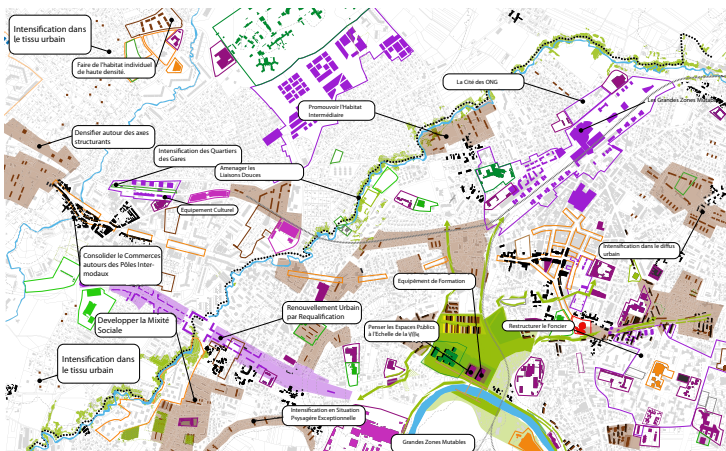 Intensification dans
le tissu urbain
Faire de l'habitat individuel
de haute densité.
La Cité des ONG
Les Grandes Zones Mutables
Promouvoir l'Habitat
Intermédiaire
Densifier autour des axes
structurants
Intensification des Quartiers
des Gares
Amenager les
Liaisons Douces
Equipement Culturel
Intensification dans le diffus
urbain
Consolider le Commerces
autours des Pôles Inter-
modaux
Equipêment de Formation
Renouvellement Urbain
par Requalification
Developper la Mixité
Sociale
Penser les Espaces Publics
à l'Echelle de la Ville
Restructurer le Foncier
Intensification dans
le tissu urbain
Intensification en Situation
Paysagére Exceptionnelle
Grandes Zones Mutables